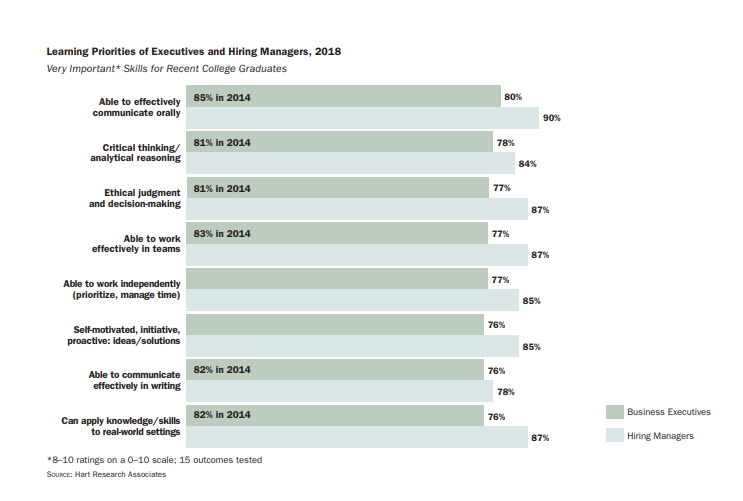 Learning Priorities of Executives and Hiring Managers, 2018
Very Important* Skills for Recent College Graduates
Able to effectively
communicate orally
85% in 2014
80%
90%
Critical thinking/
analytical reasoning
81% in 2014
78%
84%
Ethical judgment
and decision-making
81% in 2014
77%
87%
Able to work
effectively in teams
83% in 2014
77%
87%
Able to work independently
(prioritize, manage time)
77%
85%
Self-motivated, initiative,
proactive: ideas/solutions
76%
85%
Able to communicate
effectively in writing
82% in 2014
76%
78%
Can apply knowledge/skills
to real-world settings
82% in 2014
76%
87%
Business Executives
Hiring Managers
*8–10 ratings on a 0–10 scale; 15 outcomes tested
Source: Hart Research Associates